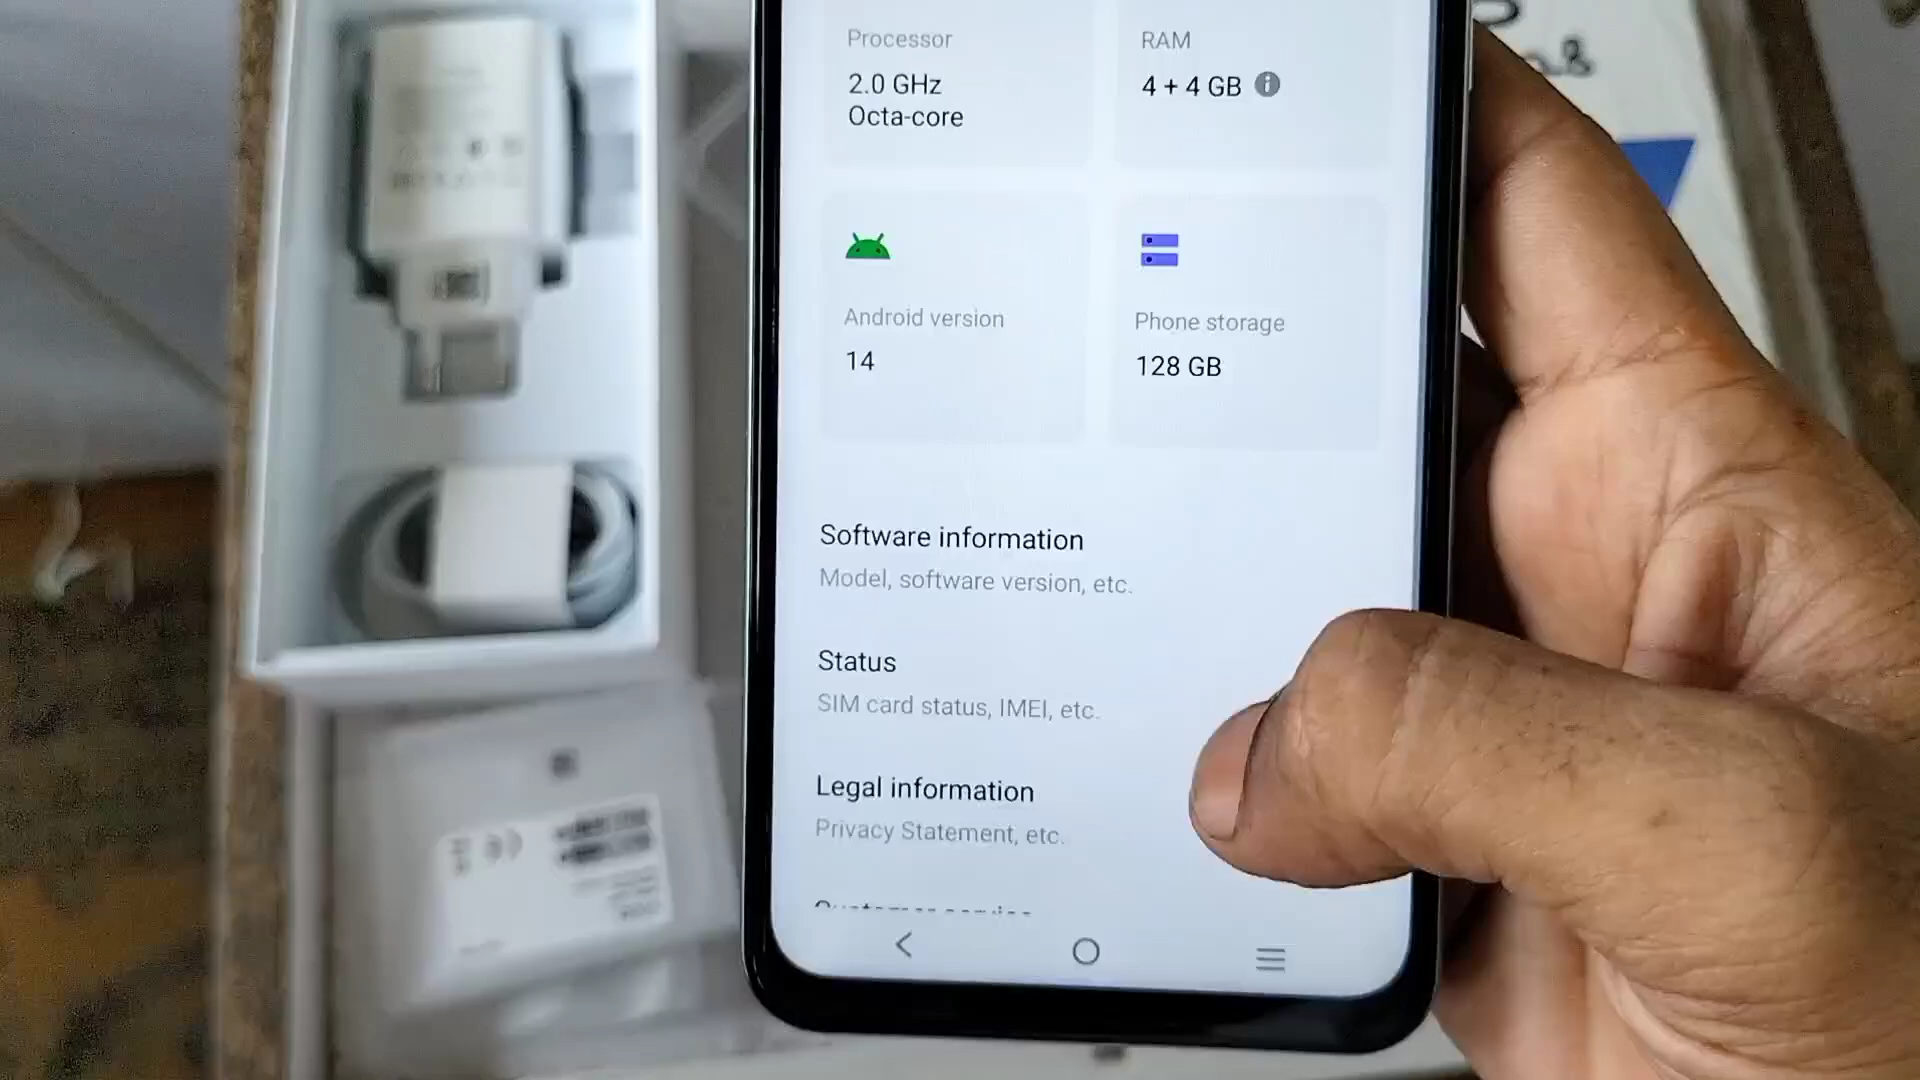 Processor
RAM
2.0 GHz
Octa-core
4 + 4 GB
Android version
Phone storage
14
128 GB
Software information
Model, software version, etc.
Status
SIM card status, IMEI, etc.
Legal information
Privacy Statement, etc.